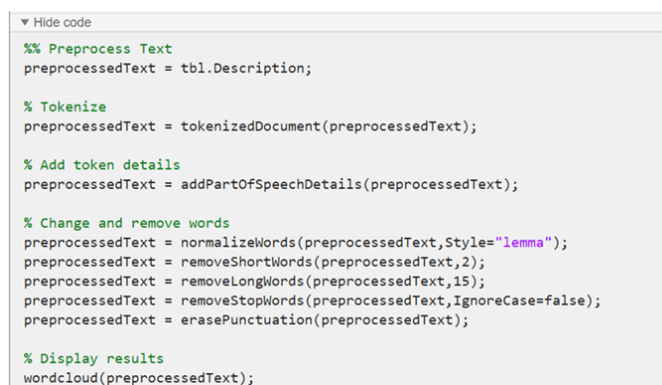 ▼ Hide code
%% Preprocess Text
preprocessedText = tbl.Description;
% Tokenize
preprocessedText = tokenizedDocument(preprocessedText);
% Add token details
preprocessedText = addPartOfSpeechDetails(preprocessedText);
% Change and remove words
preprocessedText = normalizeWords(preprocessedText,Style="lemma");
preprocessedText = removeShortWords(preprocessedText,2);
preprocessedText = removeLongWords(preprocessedText,15);
preprocessedText = removeStopWords(preprocessedText,IgnoreCase=false);
preprocessedText = erasePunctuation(preprocessedText);
% Display results
wordcloud(preprocessedText);